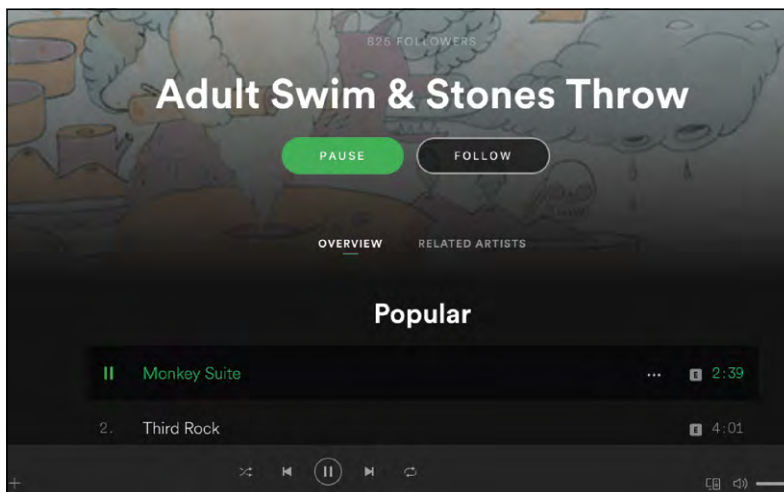 825 FOLLOWERS
Adult Swim & Stones Throw
PAUSE
FOLLOW
OVERVIEW RELATED ARTISTS
Popular
Monkey Suite ... E 2:39
2. Third Rock E 4:01